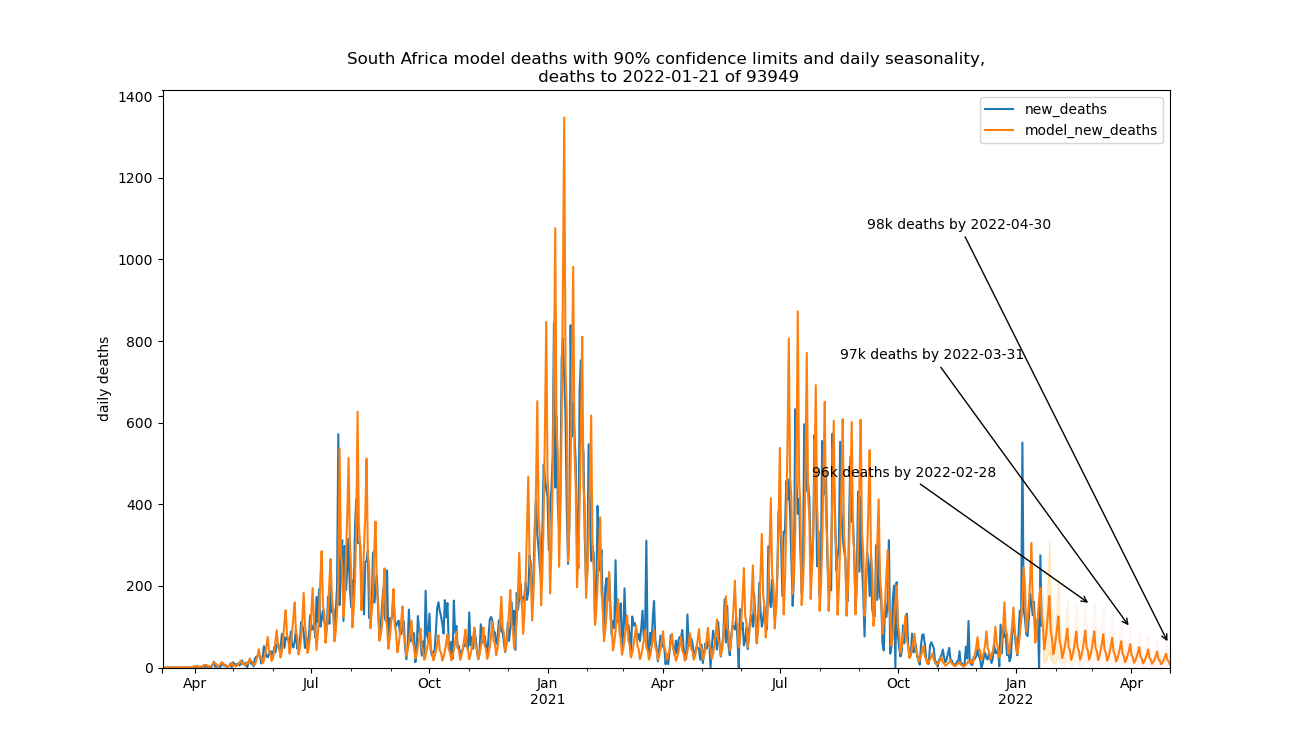 South Africa model deaths with 90% confidence limits and daily seasonality,
deaths to 2022-01-21 of 93949
1400
1200
1000
800
600
400
200
0
daily deaths
new_deaths
model_new_deaths
98k deaths by 2022-04-30
97k deaths by 2022-03-31
96k deaths by 2022-02-28
Apr Jul Oct Jan Apr Jul Oct Jan Apr
2021 2022